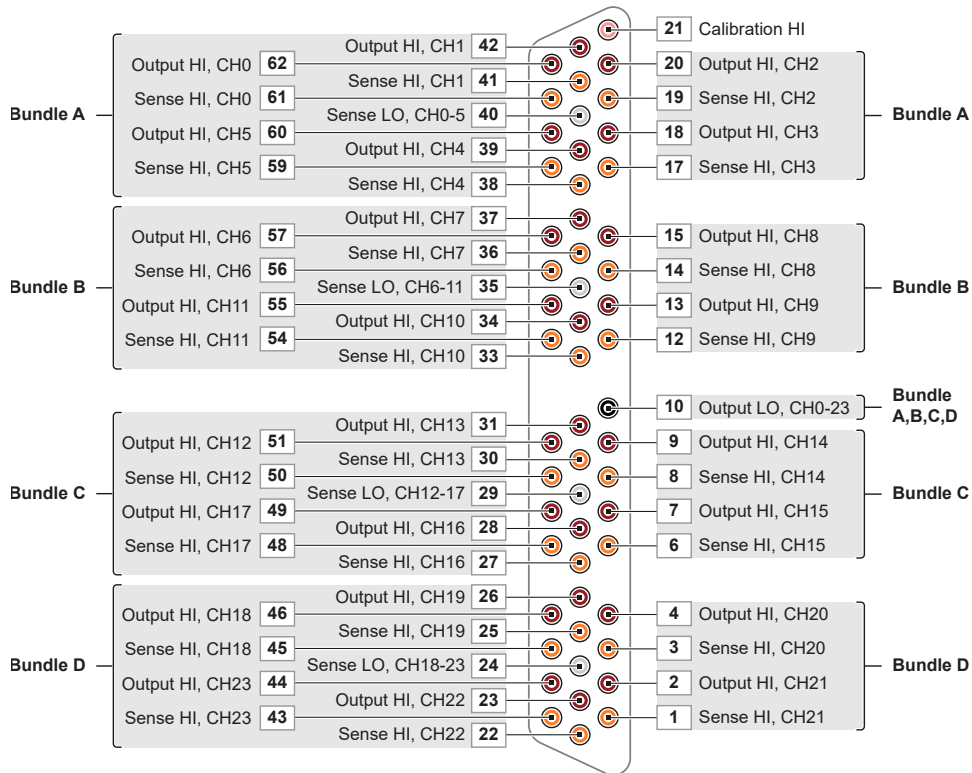 21 Calibration HI
Output HI, CH1 42
Output HI, CH0 62
20 Output HI, CH2
Sense HI, CH1 41
Sense HI, CH0 61
19 Sense HI, CH2
Bundle A
Sense LO, CH0-5 40
Bundle A
Output HI, CH5 60
18 Output HI, CH3
Output HI, CH4 39
Sense HI, CH5 59
17 Sense HI, CH3
Sense HI, CH4 38
Output HI, CH7 37
Output HI, CH6 57
15 Output HI, CH8
Sense HI, CH7 36
Sense HI, CH6 56
14 Sense HI, CH8
Bundle B
Sense LO, CH6-11 35
Bundle B
Output HI, CH11 55
13 Output HI, CH9
Output HI, CH10 34
Sense HI, CH11 54
12 Sense HI, CH9
Sense HI, CH10 33
10 Output LO, CH0-23
Bundle
A,B,C,D
Output HI, CH13 31
Output HI, CH12 51
9 Output HI, CH14
Sense HI, CH13 30
Sense HI, CH12 50
8 Sense HI, CH14
Bundle C
Sense LO, CH12-17 29
Bundle C
Output HI, CH17 49
7 Output HI, CH15
Output HI, CH16 28
Sense HI, CH17 48
6 Sense HI, CH15
Sense HI, CH16 27
Output HI, CH19 26
Output HI, CH18 46
4 Output HI, CH20
Sense HI, CH19 25
Sense HI, CH18 45
3 Sense HI, CH20
Bundle D
Sense LO, CH18-23 24
Bundle D
Output HI, CH23 44
2 Output HI, CH21
Output HI, CH22 23
Sense HI, CH23 43
1 Sense HI, CH21
Sense HI, CH22 22